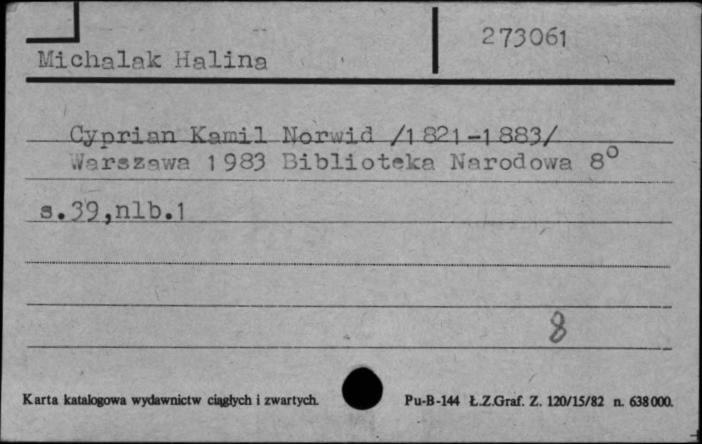 273061
Michalak Halina
Cyprian Kamil Norwid /1821-1883/
Warszawa 1983 Biblioteka Narodowa 8°
s.39,nlb.1
8
Karta katalogowa wydawnictw ciągłych i zwartych.
Pu-B-144 Ł.Z.Graf. Z. 120/15/82 n. 638000.